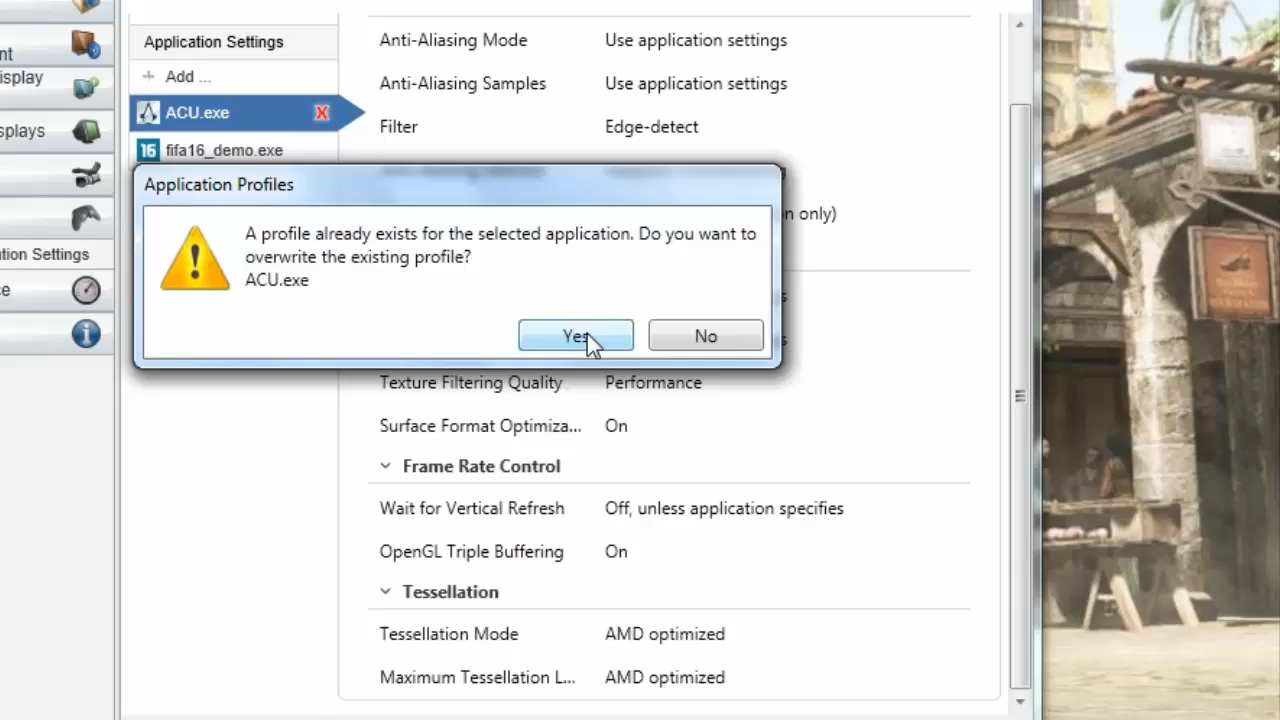 nt
isplay
splays
tion Settings
ce
Application Settings
+ Add ...
ACU.exe X
16 fifa16_demo.exe
Anti-Aliasing Mode Use application settings
Anti-Aliasing Samples Use application settings
Filter Edge-detect
n only)
Application Profiles
A profile already exists for the selected application. Do you want to
overwrite the existing profile?
ACU.exe
Yes No
Texture Filtering Quality Performance
Surface Format Optimiza... On
Frame Rate Control
Wait for Vertical Refresh Off, unless application specifies
OpenGL Triple Buffering On
Tessellation
Tessellation Mode AMD optimized
Maximum Tessellation L... AMD optimized